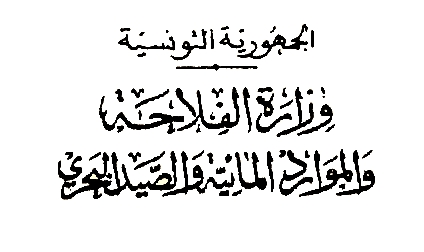 الجمهورية التونسية
وزارة الفلاحة
والموارد المائية والصيد البحري